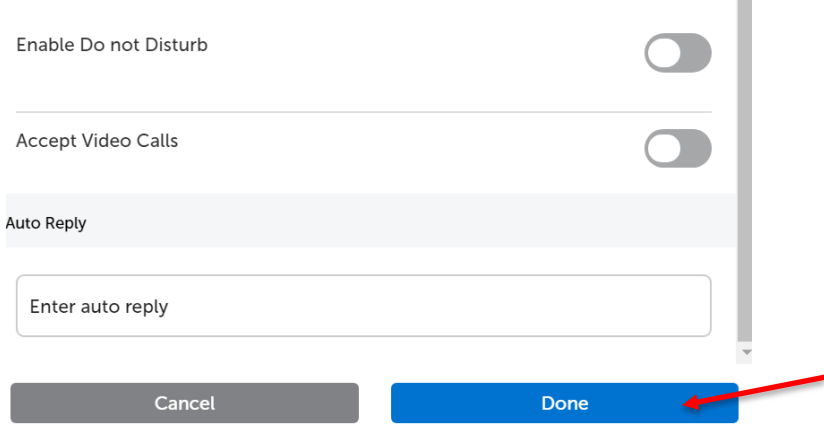 Enable Do not Disturb
Accept Video Calls
Auto Reply
Enter auto reply
Cancel
Done